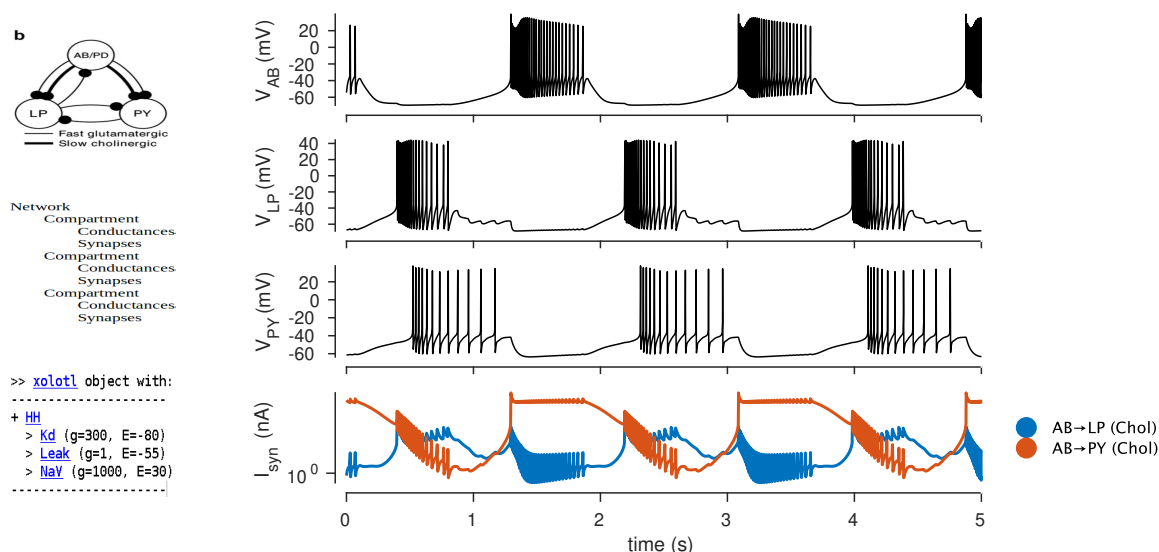 b
AB/PD
LP
PY
Fast glutamatergic
Slow cholinergic
Network
Compartment
Conductances
Synapses
Compartment
Conductances
Synapses
Compartment
Conductances
Synapses
>> xolotl object with:
---------------------
+ HH
> Kd (g=300, E=-80)
> Leak (g=1, E=-55)
> NaV (g=1000, E=30)
---------------------
V_AB (mV)
20
0
-20
-40
-60
V_LP (mV)
40
20
0
-20
-40
-60
V_PY (mV)
20
0
-20
-40
-60
I_syn (nA)
10^0
0
1
2
3
4
5
time (s)
AB→LP (Chol)
AB→PY (Chol)